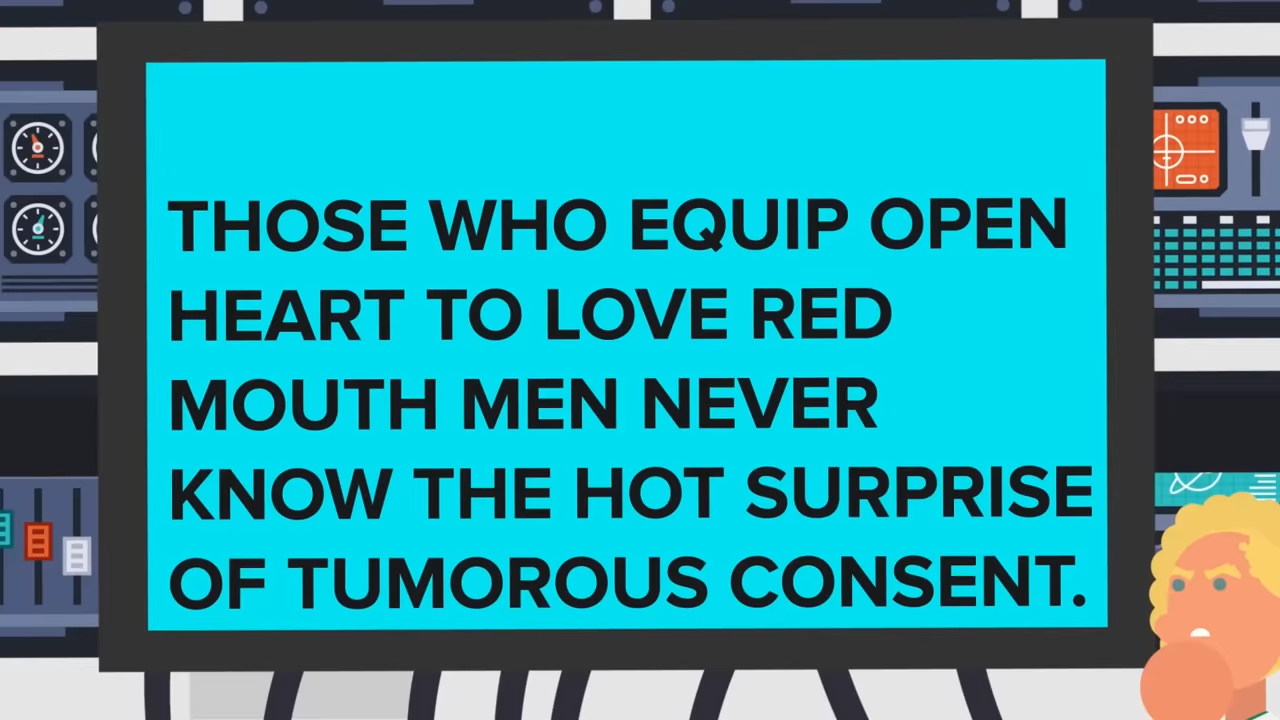 THOSE WHO EQUIP OPEN
HEART TO LOVE RED
MOUTH MEN NEVER
KNOW THE HOT SURPRISE
OF TUMOROUS CONSENT.